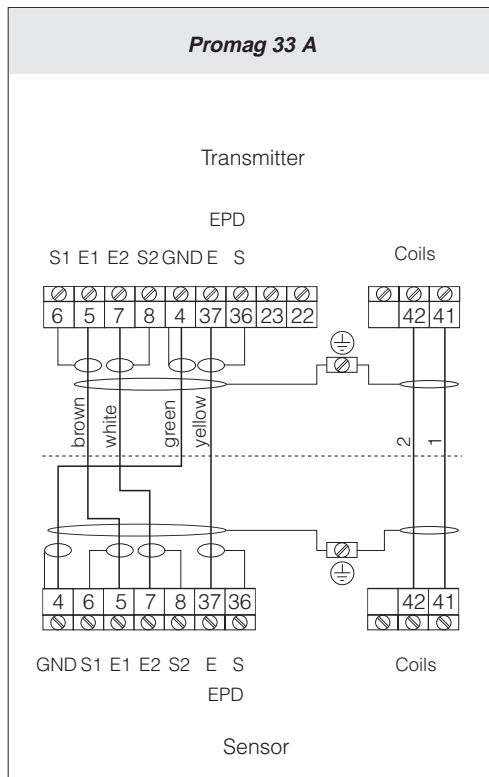 Promag 33 A
Transmitter
EPD
S1 E1 E2 S2 GND E S
Coils
6 5 7 8 4 37 36 23 22
42 41
brown
white
green
yellow
2
1
4 6 5 7 8 37 36
42 41
GND S1 E1 E2 S2 E S
Coils
EPD
Sensor